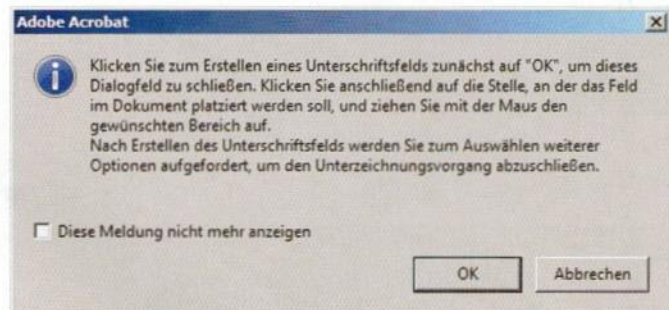 Adobe Acrobat
Klicken Sie zum Erstellen eines Unterschriftsfelds zunächst auf "OK", um dieses
Dialogfeld zu schließen. Klicken Sie anschließend auf die Stelle, an der das Feld
im Dokument platziert werden soll, und ziehen Sie mit der Maus den
gewünschten Bereich auf.
Nach Erstellen des Unterschriftsfelds werden Sie zum Auswählen weiterer
Optionen aufgefordert, um den Unterzeichnungsvorgang abzuschließen.
Diese Meldung nicht mehr anzeigen
OK
Abbrechen